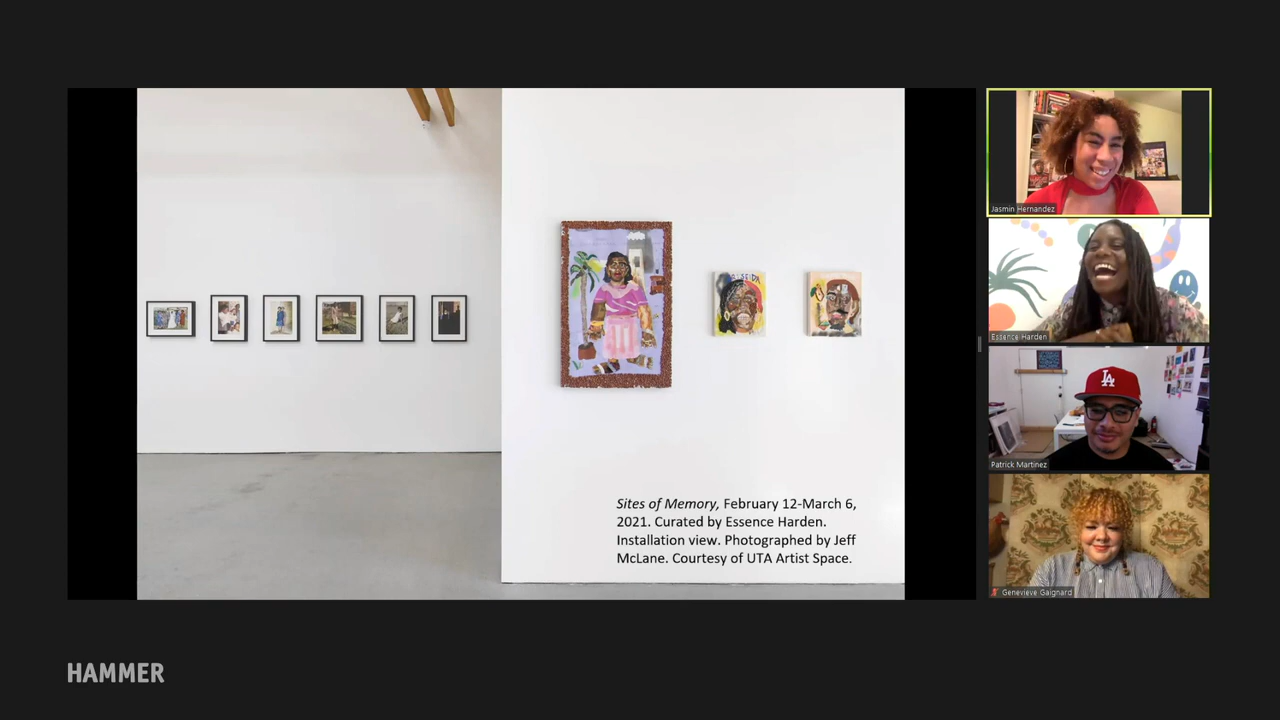 Sites of Memory, February 12-March 6,
2021. Curated by Essence Harden.
Installation view. Photographed by Jeff
McLane. Courtesy of UTA Artist Space.
Jasmin Hernandez
Essence Harden
LA
Patrick Martinez
Genevieve Gaignard
HAMMER